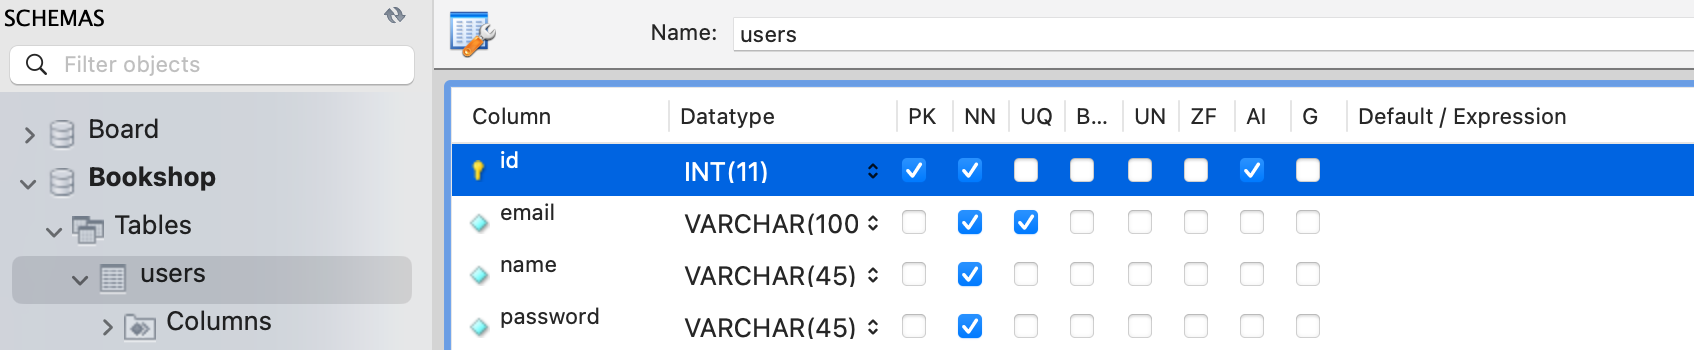 SCHEMAS
Filter objects
Board
Bookshop
Tables
users
Columns
Name: users
Column Datatype PK NN UQ B... UN ZF AI G Default / Expression
id INT(11)
email VARCHAR(100
name VARCHAR(45)
password VARCHAR(45)